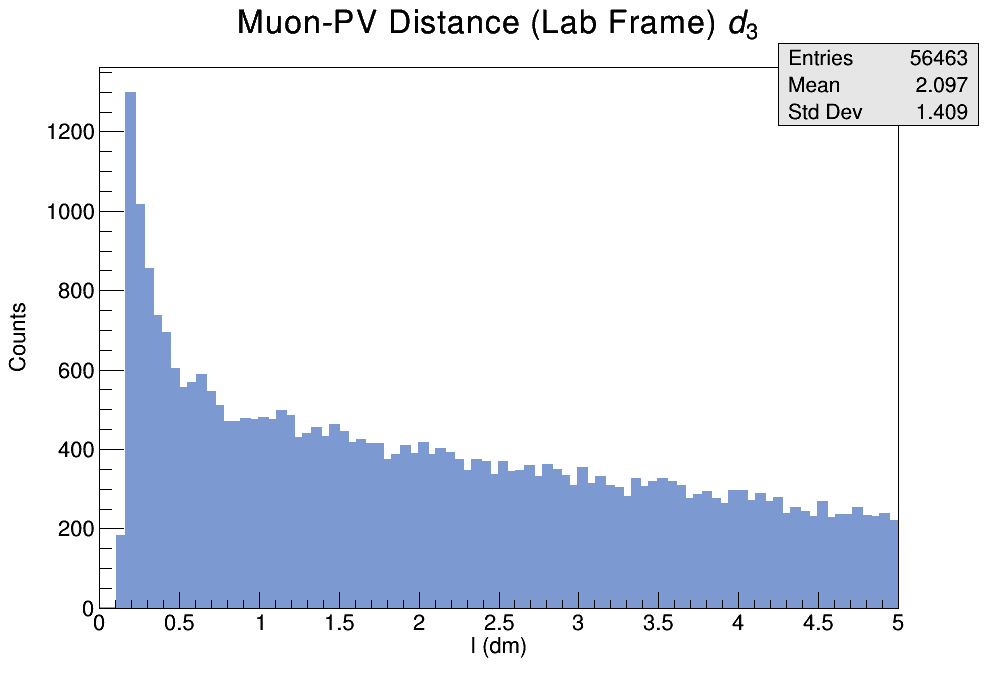 Muon-PV Distance (Lab Frame) d₃
Entries 56463
Mean 2.097
Std Dev 1.409
1200
1000
800
600
400
200
0
Counts
0 0.5 1 1.5 2 2.5 3 3.5 4 4.5 5
l (dm)